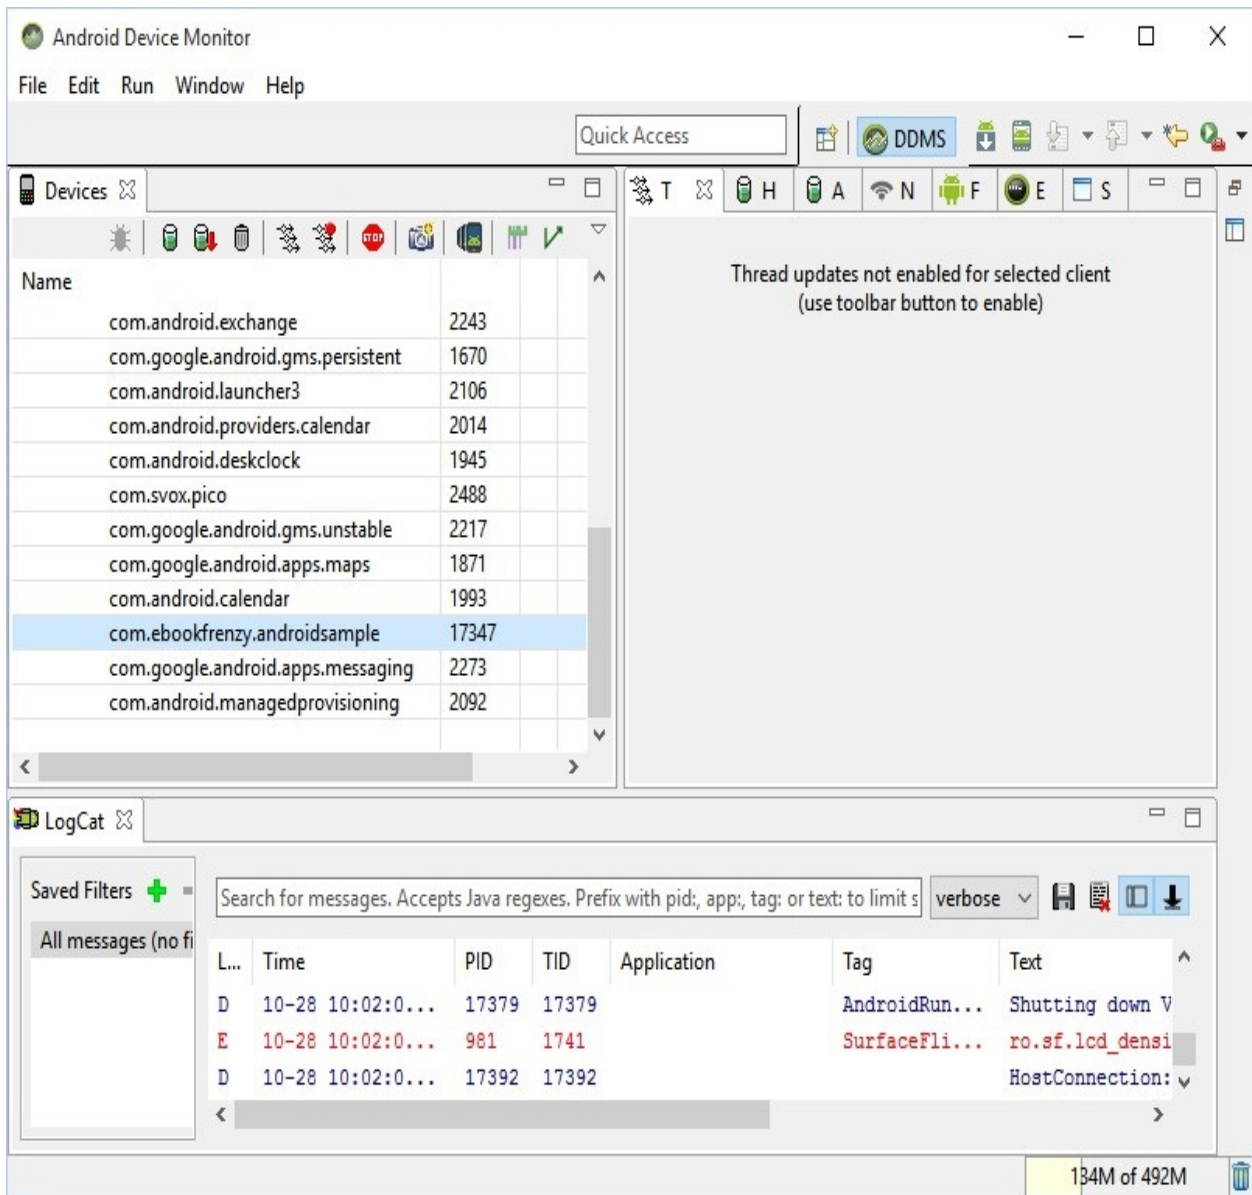 Android Device Monitor
File Edit Run Window Help
Quick Access
DDMS
Devices
T H A N F E S
STOP
Name
Thread updates not enabled for selected client
(use toolbar button to enable)
com.android.exchange 2243
com.google.android.gms.persistent 1670
com.android.launcher3 2106
com.android.providers.calendar 2014
com.android.deskclock 1945
com.svox.pico 2488
com.google.android.gms.unstable 2217
com.google.android.apps.maps 1871
com.android.calendar 1993
com.ebookfrenzy.androidsample 17347
com.google.android.apps.messaging 2273
com.android.managedprovisioning 2092
LogCat
Saved Filters
Search for messages. Accepts Java regexes. Prefix with pid:, app:, tag: or text: to limit s
verbose
All messages (no fi
L... Time PID TID Application Tag Text
D 10-28 10:02:0... 17379 17379 AndroidRun... Shutting down V
E 10-28 10:02:0... 981 1741 SurfaceFli... ro.sf.lcd_densi
D 10-28 10:02:0... 17392 17392 HostConnection:
134M of 492M